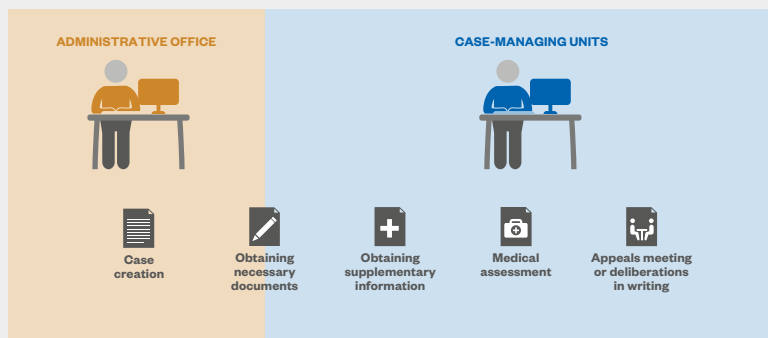 ADMINISTRATIVE OFFICE
CASE-MANAGING UNITS
Case
creation
Obtaining
necessary
documents
Obtaining
supplementary
information
Medical
assessment
Appeals meeting
or deliberations
in writing